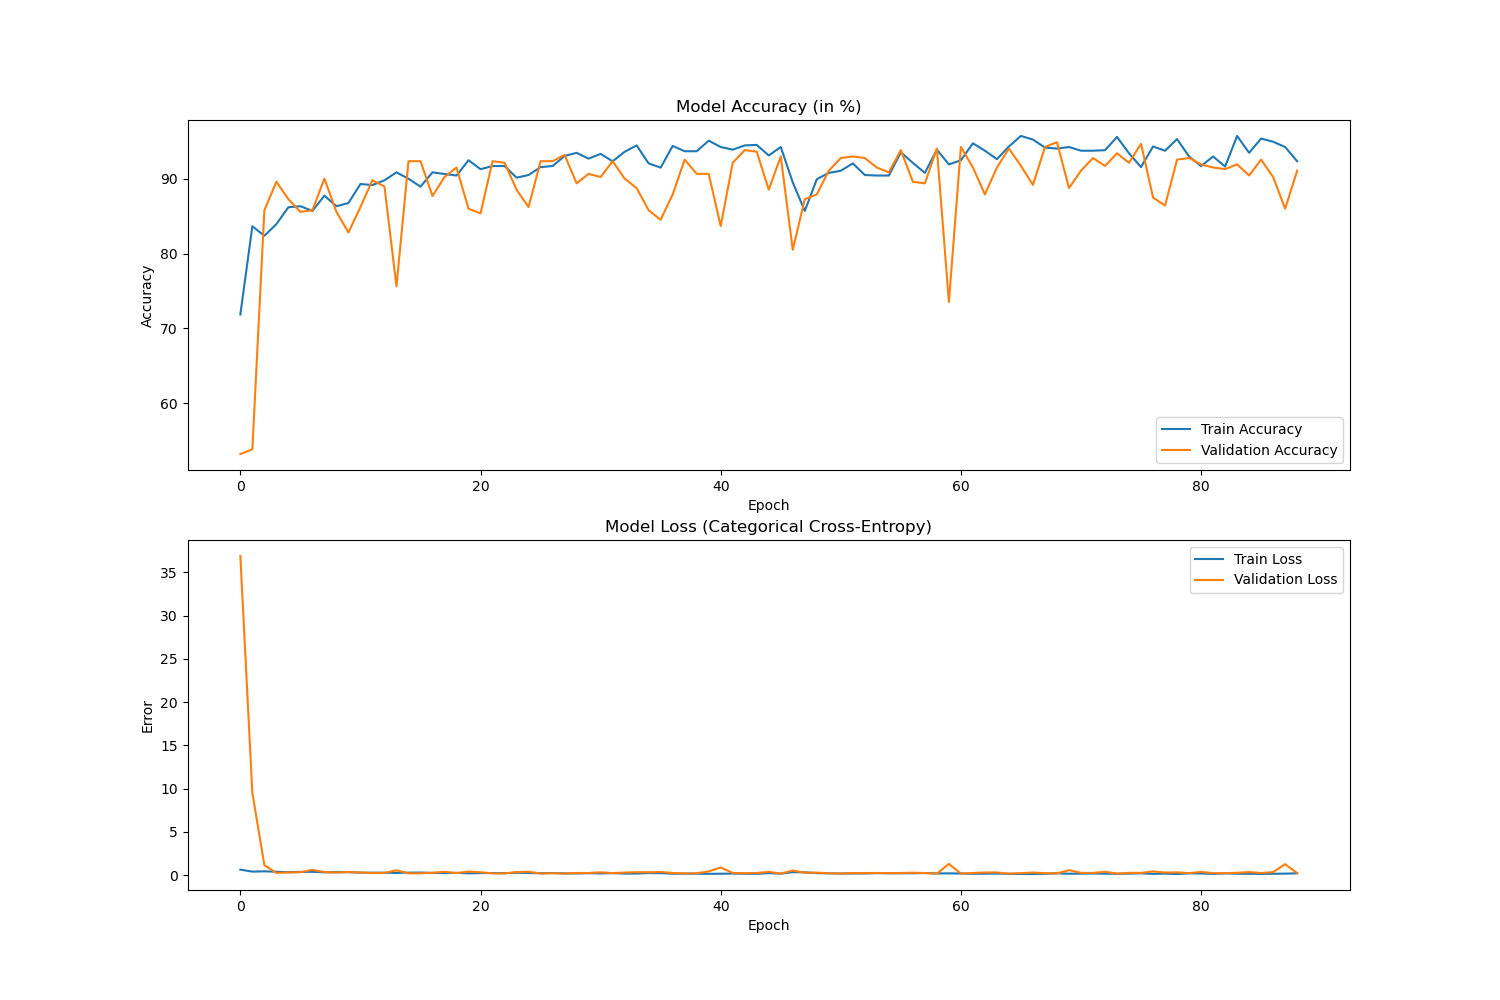 Model Accuracy (in %)
Accuracy
90
80
70
60
Train Accuracy
Validation Accuracy
0 20 40 60 80
Epoch
Model Loss (Categorical Cross-Entropy)
Error
35
30
25
20
15
10
5
0
Train Loss
Validation Loss
0 20 40 60 80
Epoch